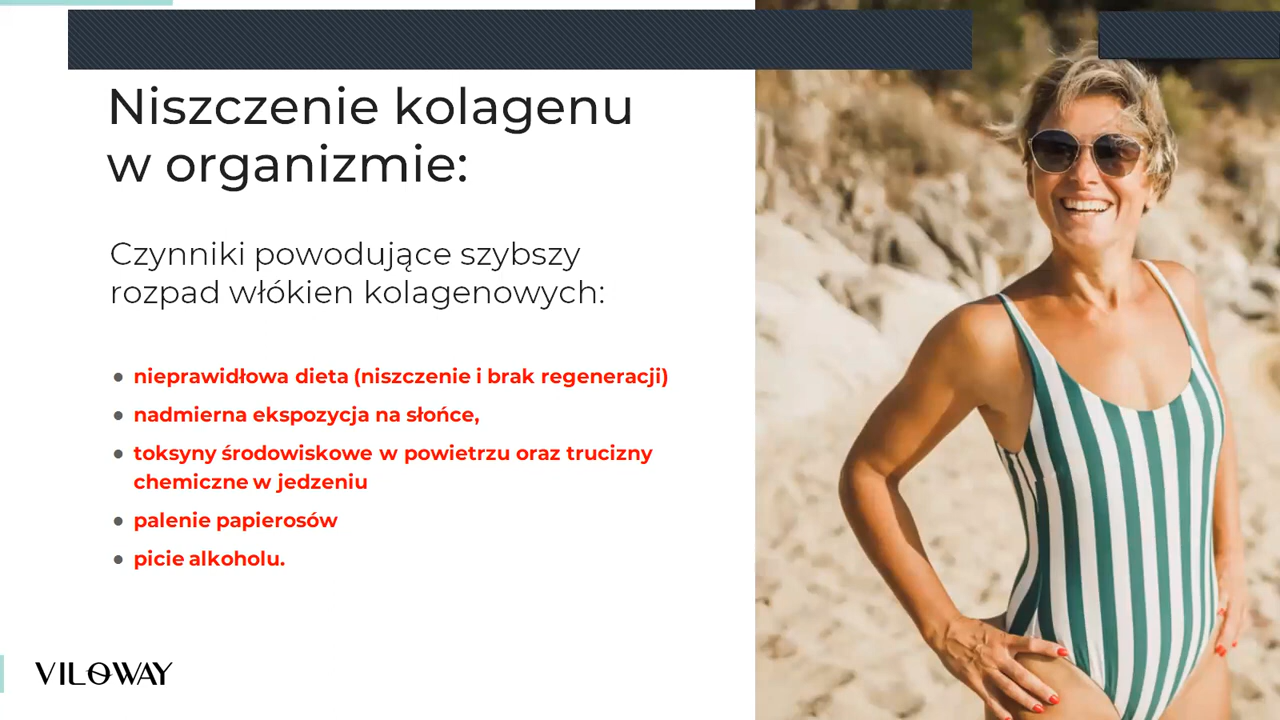 Niszczenie kolagenu
w organizmie:
Czynniki powodujące szybszy
rozpad włókien kolagenowych:
● nieprawidłowa dieta (niszczenie i brak regeneracji)
● nadmierna ekspozycja na słońce,
● toksyny środowiskowe w powietrzu oraz trucizny
chemiczne w jedzeniu
● palenie papierosów
● picie alkoholu.
VILOWAY